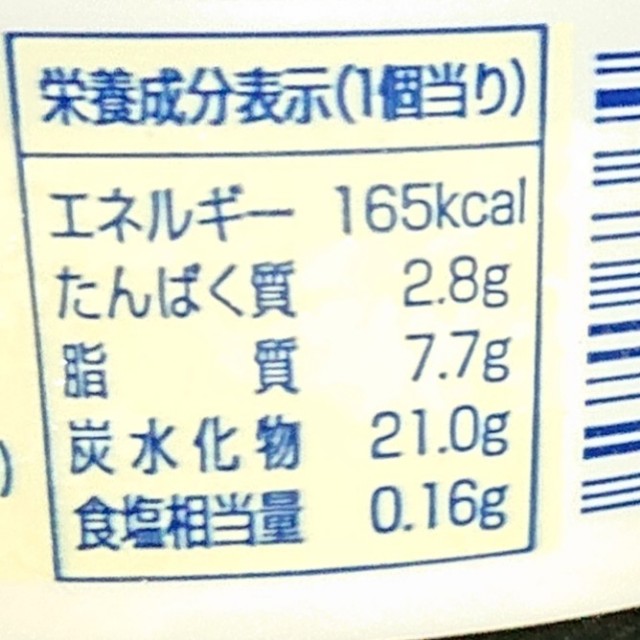 栄養成分表示(1個当り)
エネルギー 165kcal
たんぱく質 2.8g
脂質 7.7g
炭水化物 21.0g
)
食塩相当量 0.16g